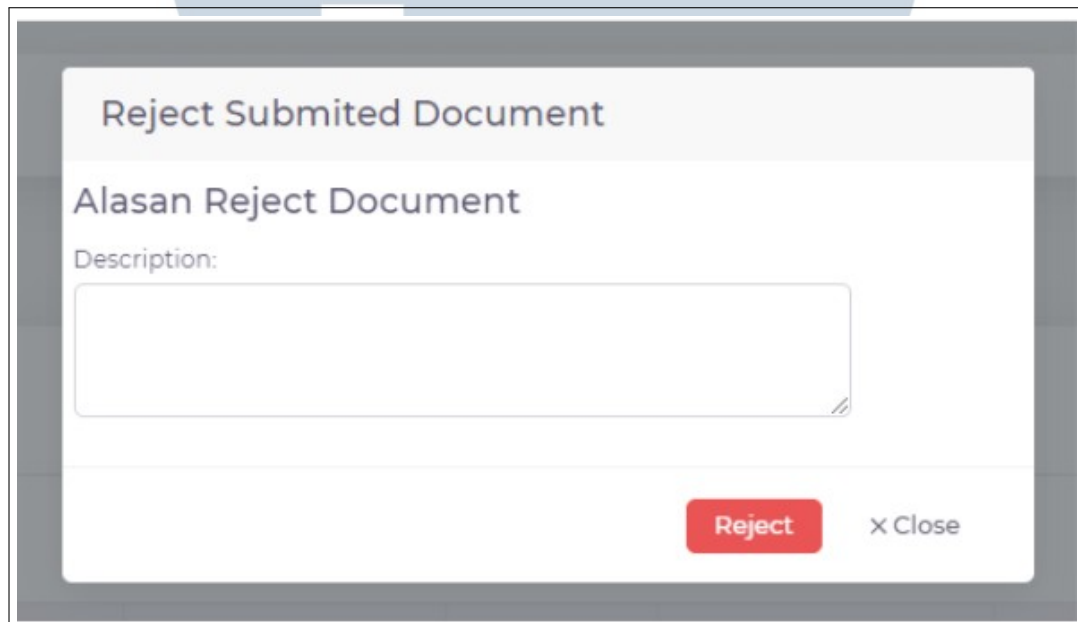 Reject Submited Document
Alasan Reject Document
Description:
Reject
× Close